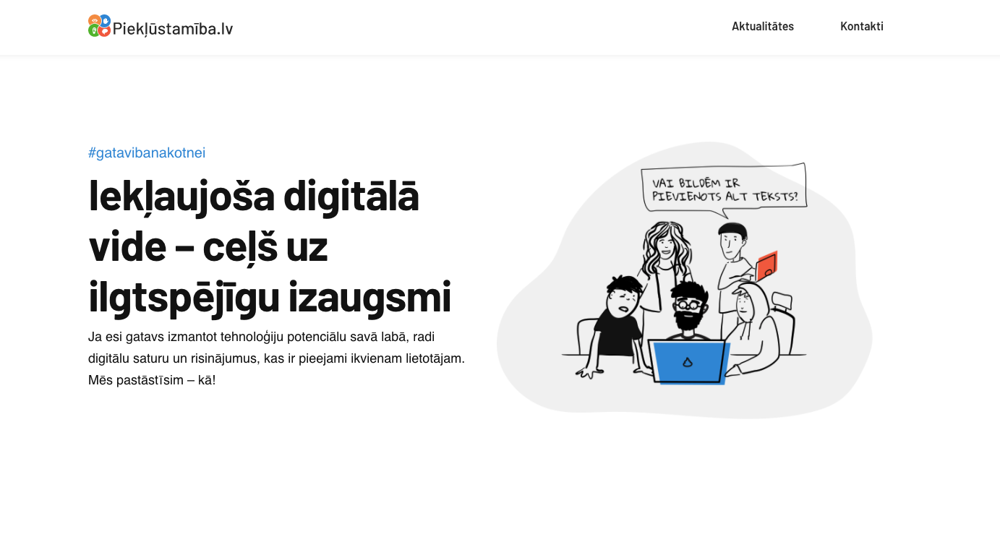 Piekļūstamība.lv
Aktualitātes
Kontakti
#gatavibanakotnei
Iekļaujoša digitālā
vide – ceļš uz
ilgtspējīgu izaugsmi
Ja esi gatavs izmantot tehnoloģiju potenciālu savā labā, radi
digitālu saturu un risinājumus, kas ir pieejami ikvienam lietotājam.
Mēs pastāstīsim – kā!
VAI BILDĒM IR
PIEVIENOTS ALT TEKSTS?